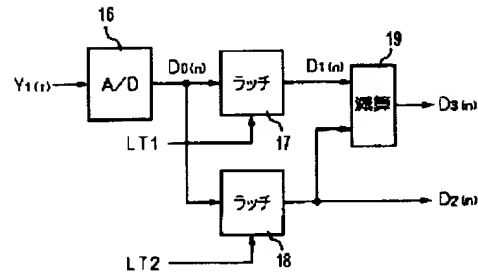 16
19
Y1(t)
A/D
D0(n)
ラッチ
D1(n)
減算
D3(n)
LT1
17
ラッチ
D2(n)
LT2
18